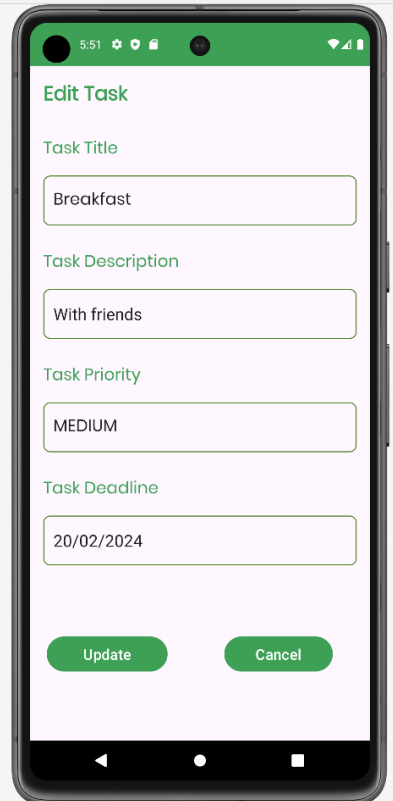 5:51
Edit Task
Task Title
Breakfast
Task Description
With friends
Task Priority
MEDIUM
Task Deadline
20/02/2024
Update Cancel